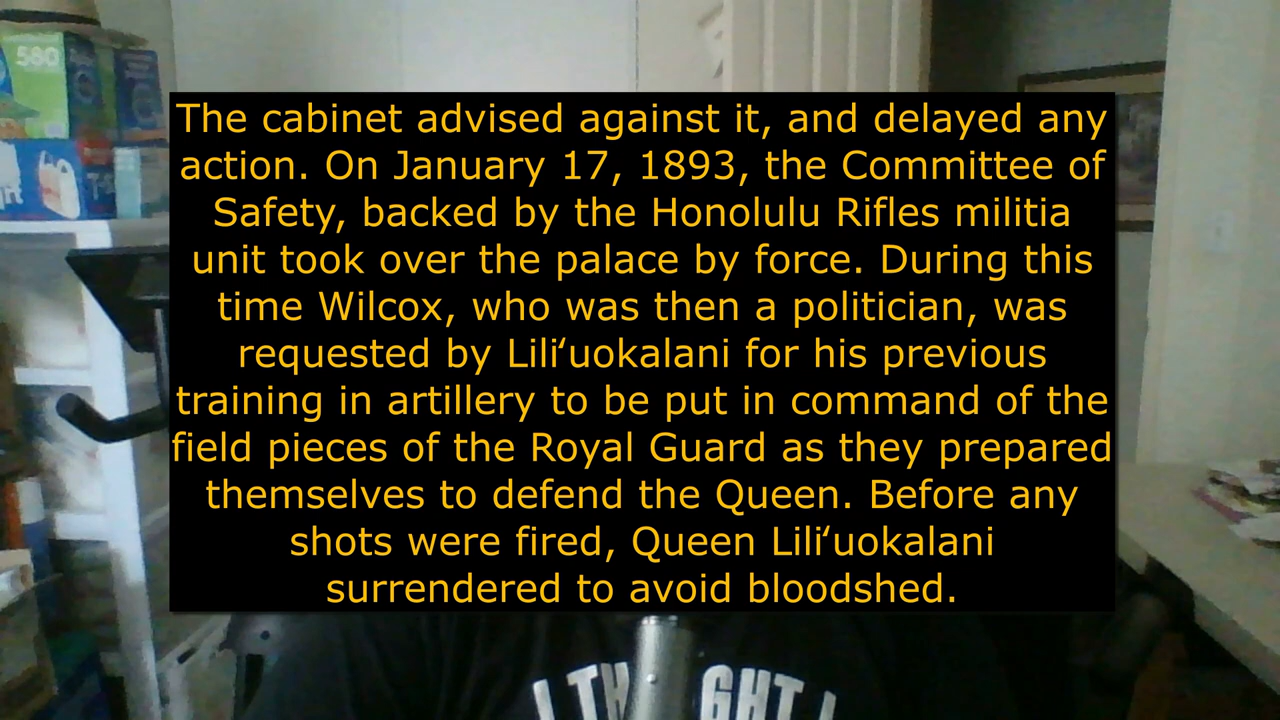 580
The cabinet advised against it, and delayed any
action. On January 17, 1893, the Committee of
Safety, backed by the Honolulu Rifles militia
unit took over the palace by force. During this
time Wilcox, who was then a politician, was
requested by Liliʻuokalani for his previous
training in artillery to be put in command of the
field pieces of the Royal Guard as they prepared
themselves to defend the Queen. Before any
shots were fired, Queen Liliʻuokalani
surrendered to avoid bloodshed.